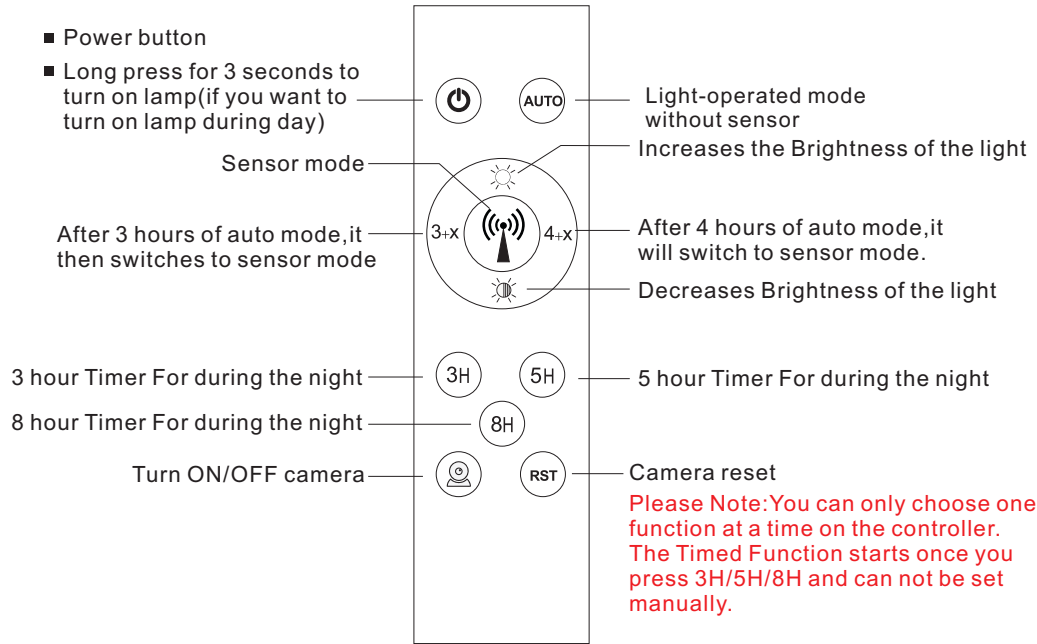 ■ Power button
■ Long press for 3 seconds to
turn on lamp(if you want to
turn on lamp during day)
AUTO
Light-operated mode
without sensor
Increases the Brightness of the light
Sensor mode
After 3 hours of auto mode,it
then switches to sensor mode
3+x
4+x
After 4 hours of auto mode,it
will switch to sensor mode.
Decreases Brightness of the light
3 hour Timer For during the night
3H
5H
5 hour Timer For during the night
8 hour Timer For during the night
8H
Turn ON/OFF camera
RST
Camera reset
Please Note:You can only choose one
function at a time on the controller.
The Timed Function starts once you
press 3H/5H/8H and can not be set
manually.